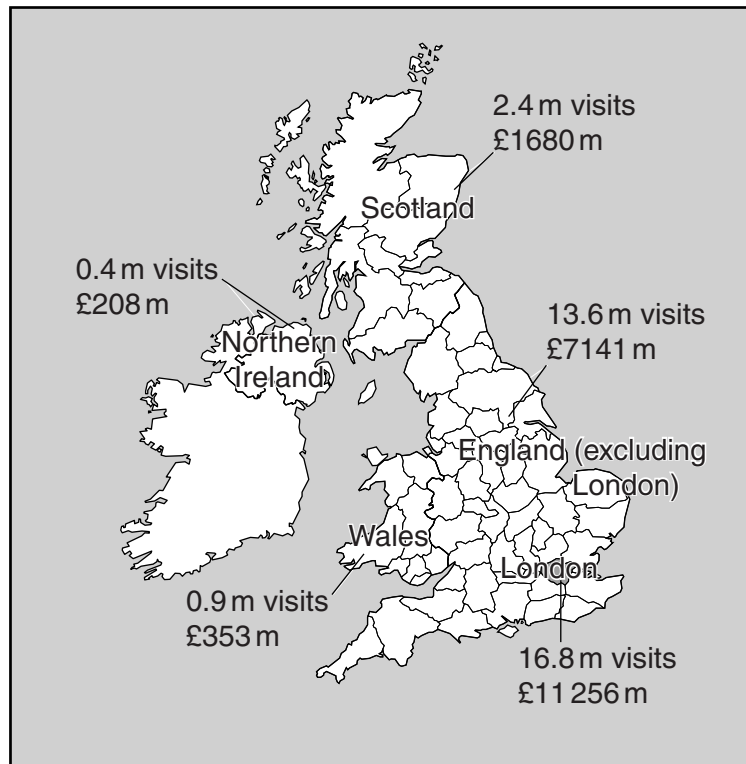 2.4 m visits
£1680 m
Scotland
0.4 m visits
£208 m
Northern
Ireland
13.6 m visits
£7141 m
England (excluding
London)
Wales
London
0.9 m visits
£353 m
16.8 m visits
£11 256 m